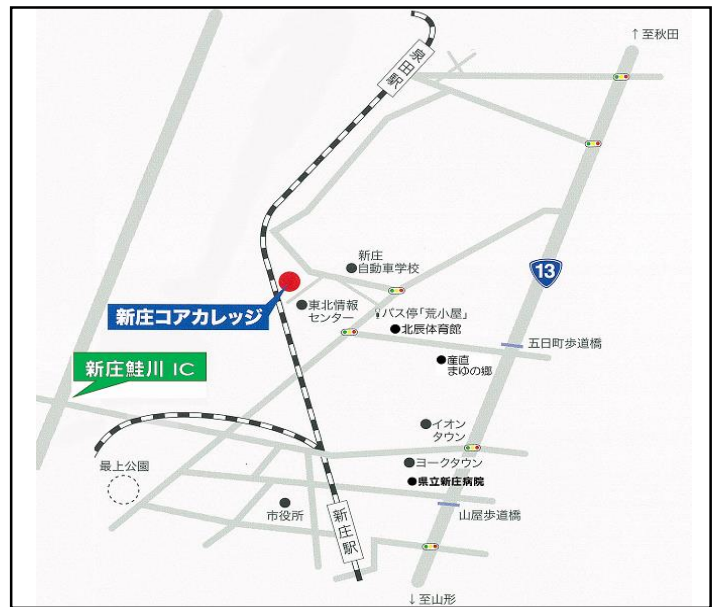 ↑至秋田
泉田駅
新庄
自動車学校
13
新庄コアカレッジ
東北情報
センター
バス停「荒小屋」
北辰体育館
五日町歩道橋
産直
まゆの郷
新庄鮭川 IC
イオン
タウン
最上公園
ヨークタウン
県立新庄病院
市役所
新庄駅
山屋歩道橋
↓至山形